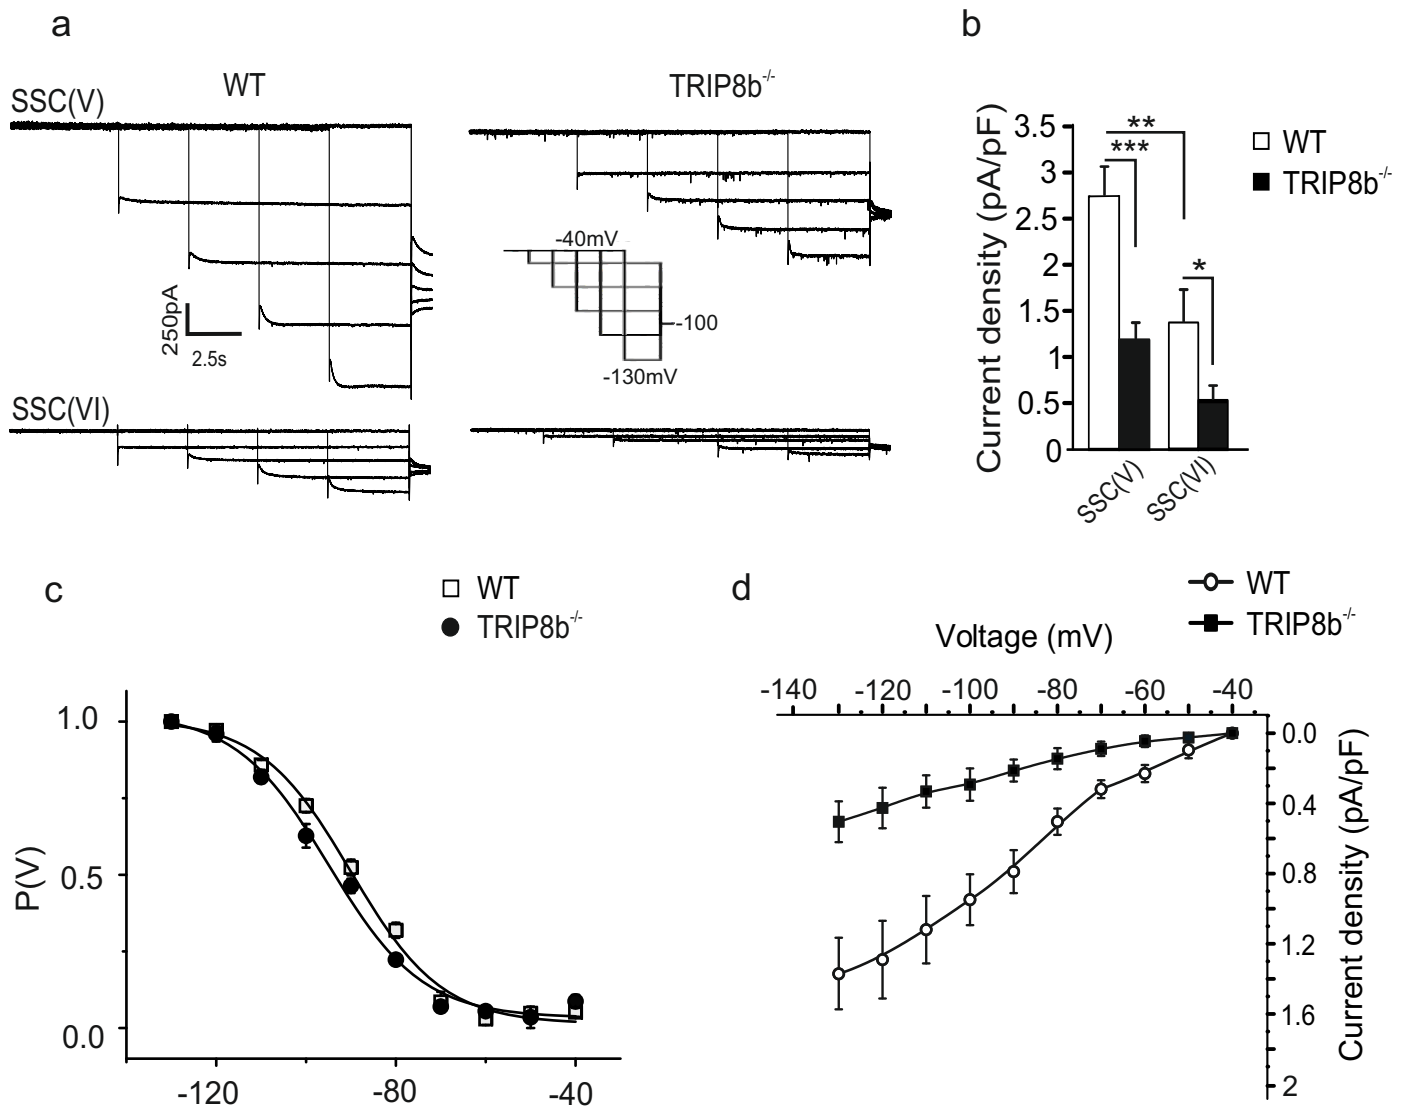 a
WT
TRIP8b-/-
SSC(V)
-40mV
-100
-130mV
250pA
2.5s
SSC(VI)
b
Current density (pA/pF)
3.5
3
2.5
2
1.5
1
0.5
0
**
***
*
WT
TRIP8b-/-
SSC(V)
SSC(VI)
c
WT
TRIP8b-/-
P(V)
1.0
0.5
0.0
-120
-80
-40
d
WT
TRIP8b-/-
Voltage (mV)
-140
-120
-100
-80
-60
-40
0.0
0.4
0.8
1.2
1.6
2
Current density (pA/pF)